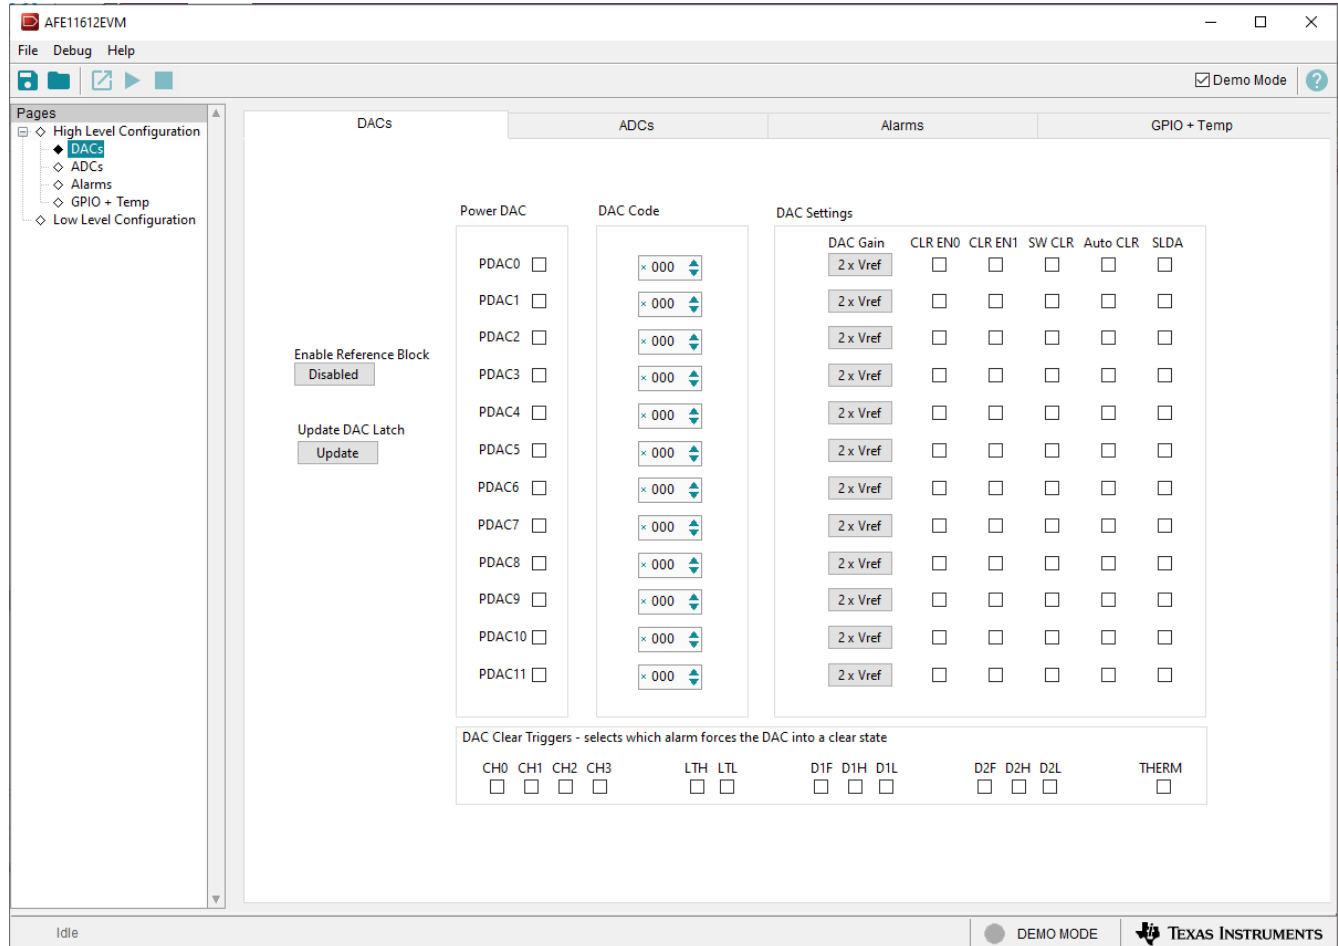 AFE11612EVM
File Debug Help
Demo Mode
Pages
High Level Configuration
DACs
ADCs
Alarms
GPIO + Temp
Low Level Configuration
DACs ADCs Alarms GPIO + Temp
Power DAC DAC Code DAC Settings
DAC Gain CLR EN0 CLR EN1 SW CLR Auto CLR SLDA
PDAC0 × 000 2 x Vref
PDAC1 × 000 2 x Vref
PDAC2 × 000 2 x Vref
Enable Reference Block
Disabled
PDAC3 × 000 2 x Vref
PDAC4 × 000 2 x Vref
Update DAC Latch
Update
PDAC5 × 000 2 x Vref
PDAC6 × 000 2 x Vref
PDAC7 × 000 2 x Vref
PDAC8 × 000 2 x Vref
PDAC9 × 000 2 x Vref
PDAC10 × 000 2 x Vref
PDAC11 × 000 2 x Vref
DAC Clear Triggers - selects which alarm forces the DAC into a clear state
CH0 CH1 CH2 CH3 LTH LTL D1F D1H D1L D2F D2H D2L THERM
Idle DEMO MODE TEXAS INSTRUMENTS